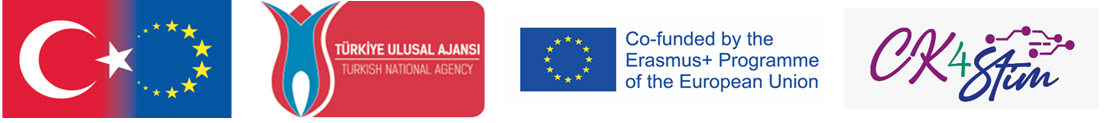 TÜRKİYE ULUSAL AJANSI
TURKISH NATIONAL AGENCY
Co-funded by the
Erasmus+ Programme
of the European Union
CK4Stim